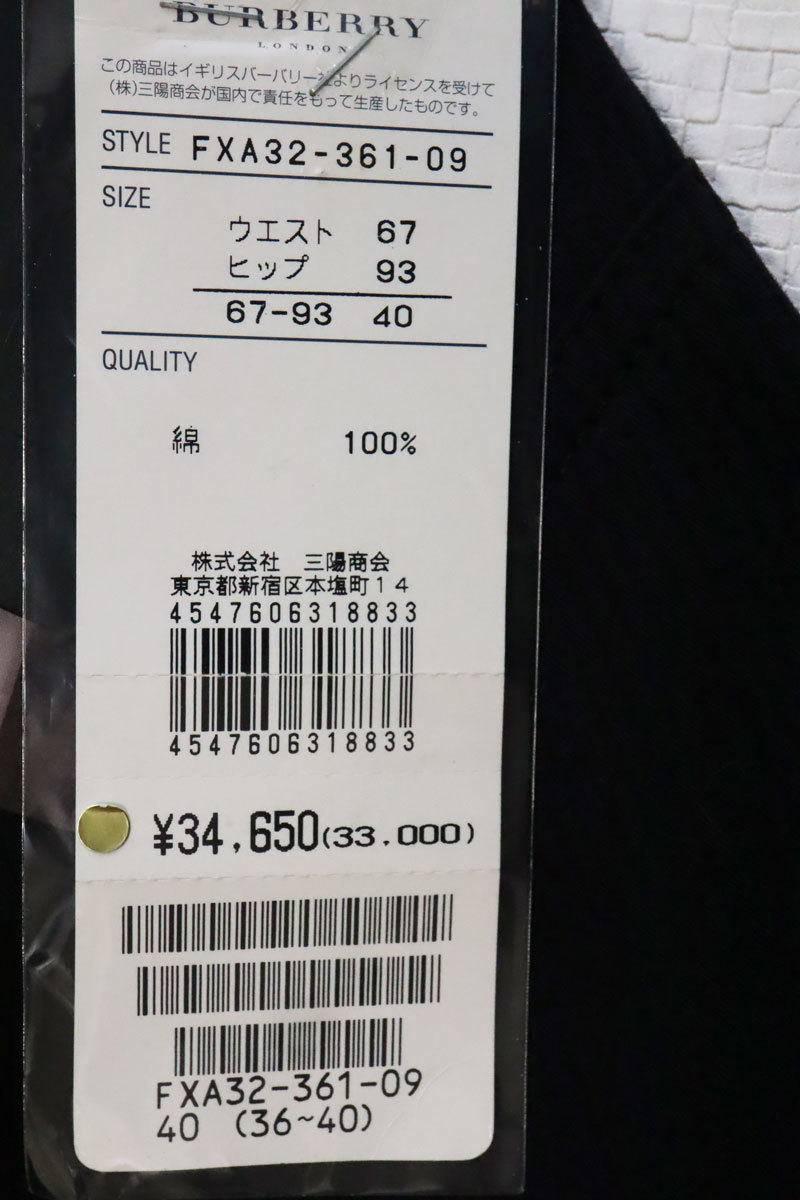 BURBERRY
LONDON
この商品はイギリスバーバリー社よりライセンスを受けて
(株)三陽商会が国内で責任をもって生産したものです。
STYLE FXA32-361-09
SIZE
ウエスト 67
ヒップ 93
67-93 40
QUALITY
綿 100%
株式会社 三陽商会
東京都新宿区本塩町14
4547606318833
4547606318833
¥34,650(33.000)
FXA32-361-09
40 (36~40)